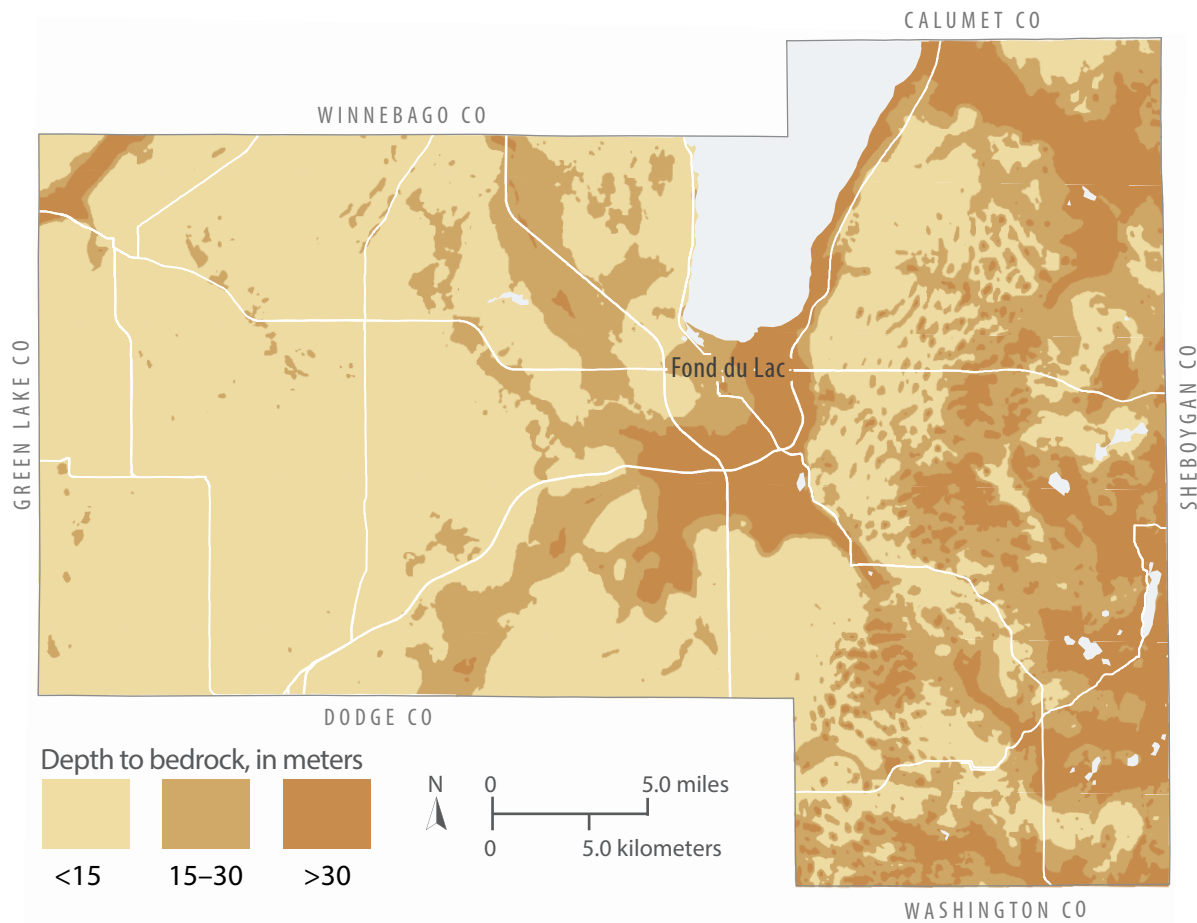 CALUMET CO
WINNEBAGO CO
Fond du Lac
GREEN LAKE CO
SHEBOYGAN CO
DODGE CO
Depth to bedrock, in meters
<15 15–30 >30
N
0 5.0 miles
0 5.0 kilometers
WASHINGTON CO